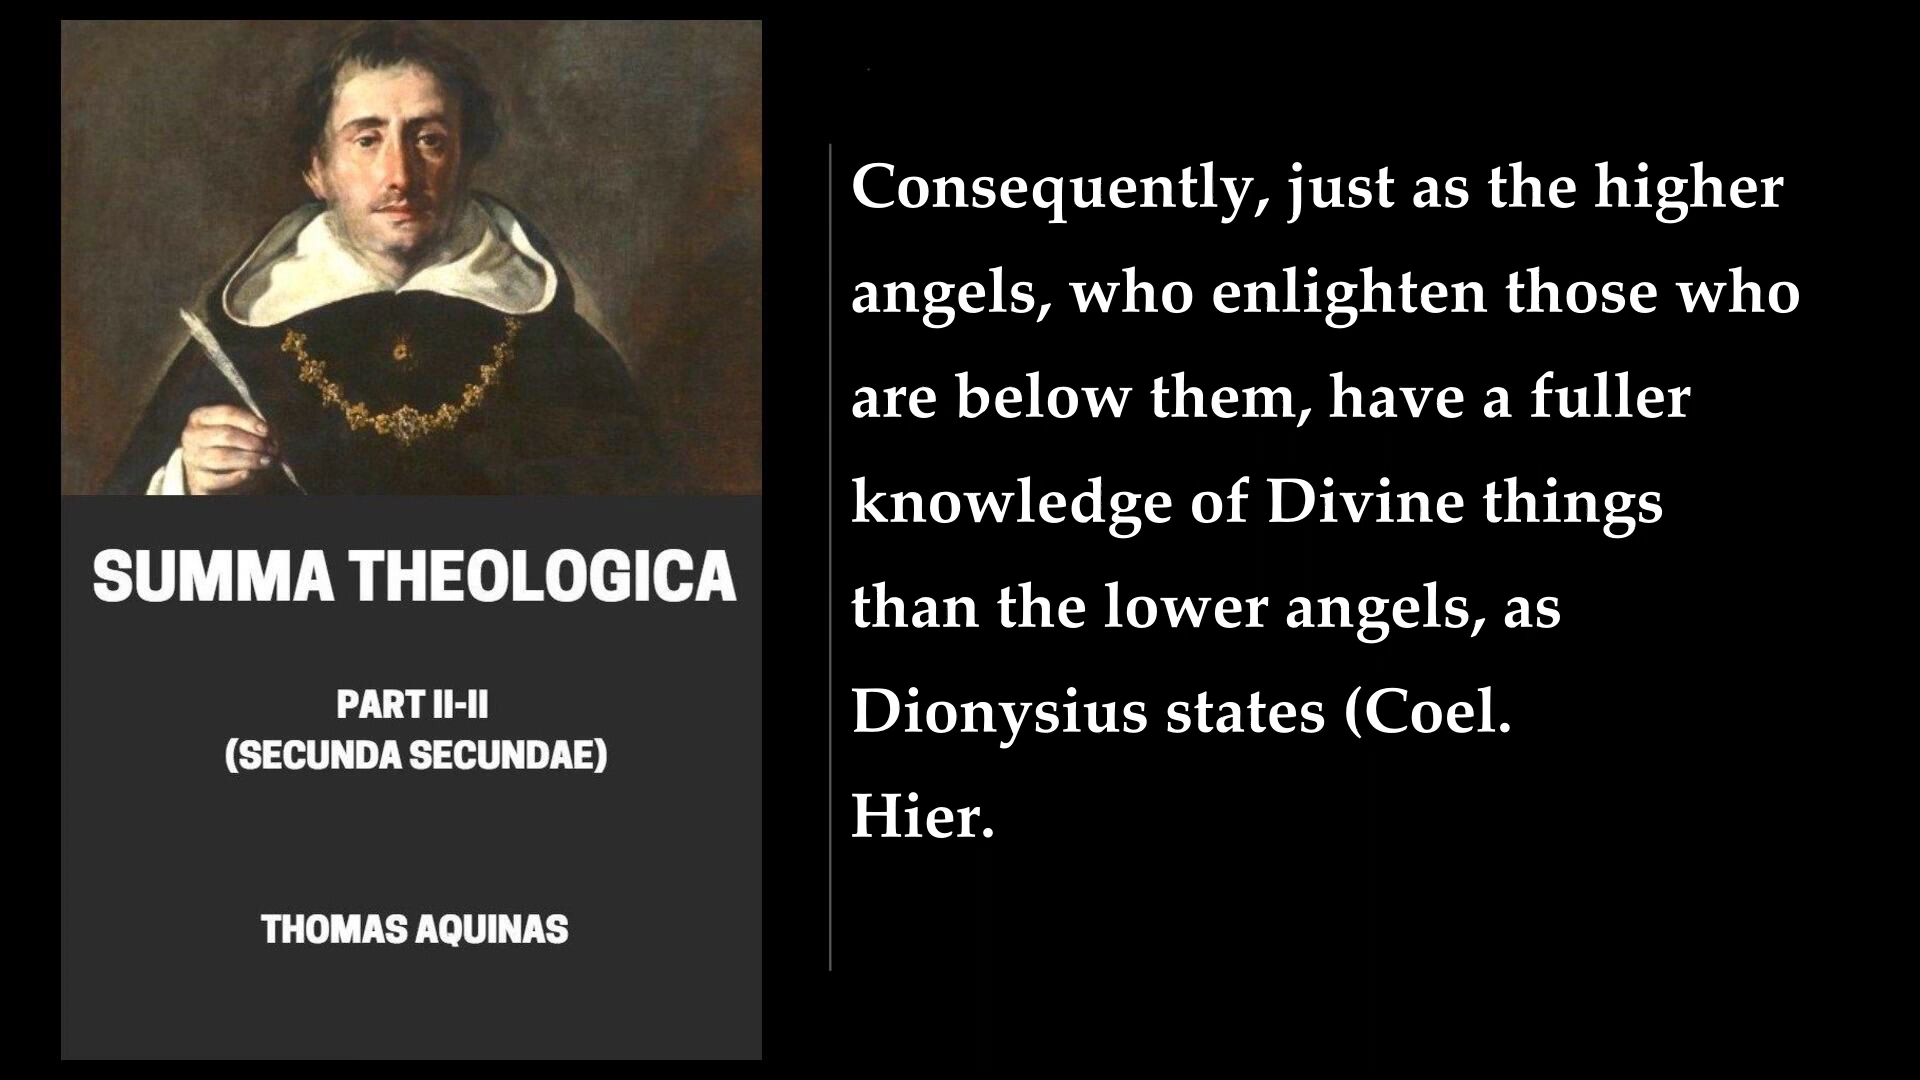 SUMMA THEOLOGICA
PART II-II
(SECUNDA SECUNDAE)
THOMAS AQUINAS
Consequently, just as the higher
angels, who enlighten those who
are below them, have a fuller
knowledge of Divine things
than the lower angels, as
Dionysius states (Coel.
Hier.